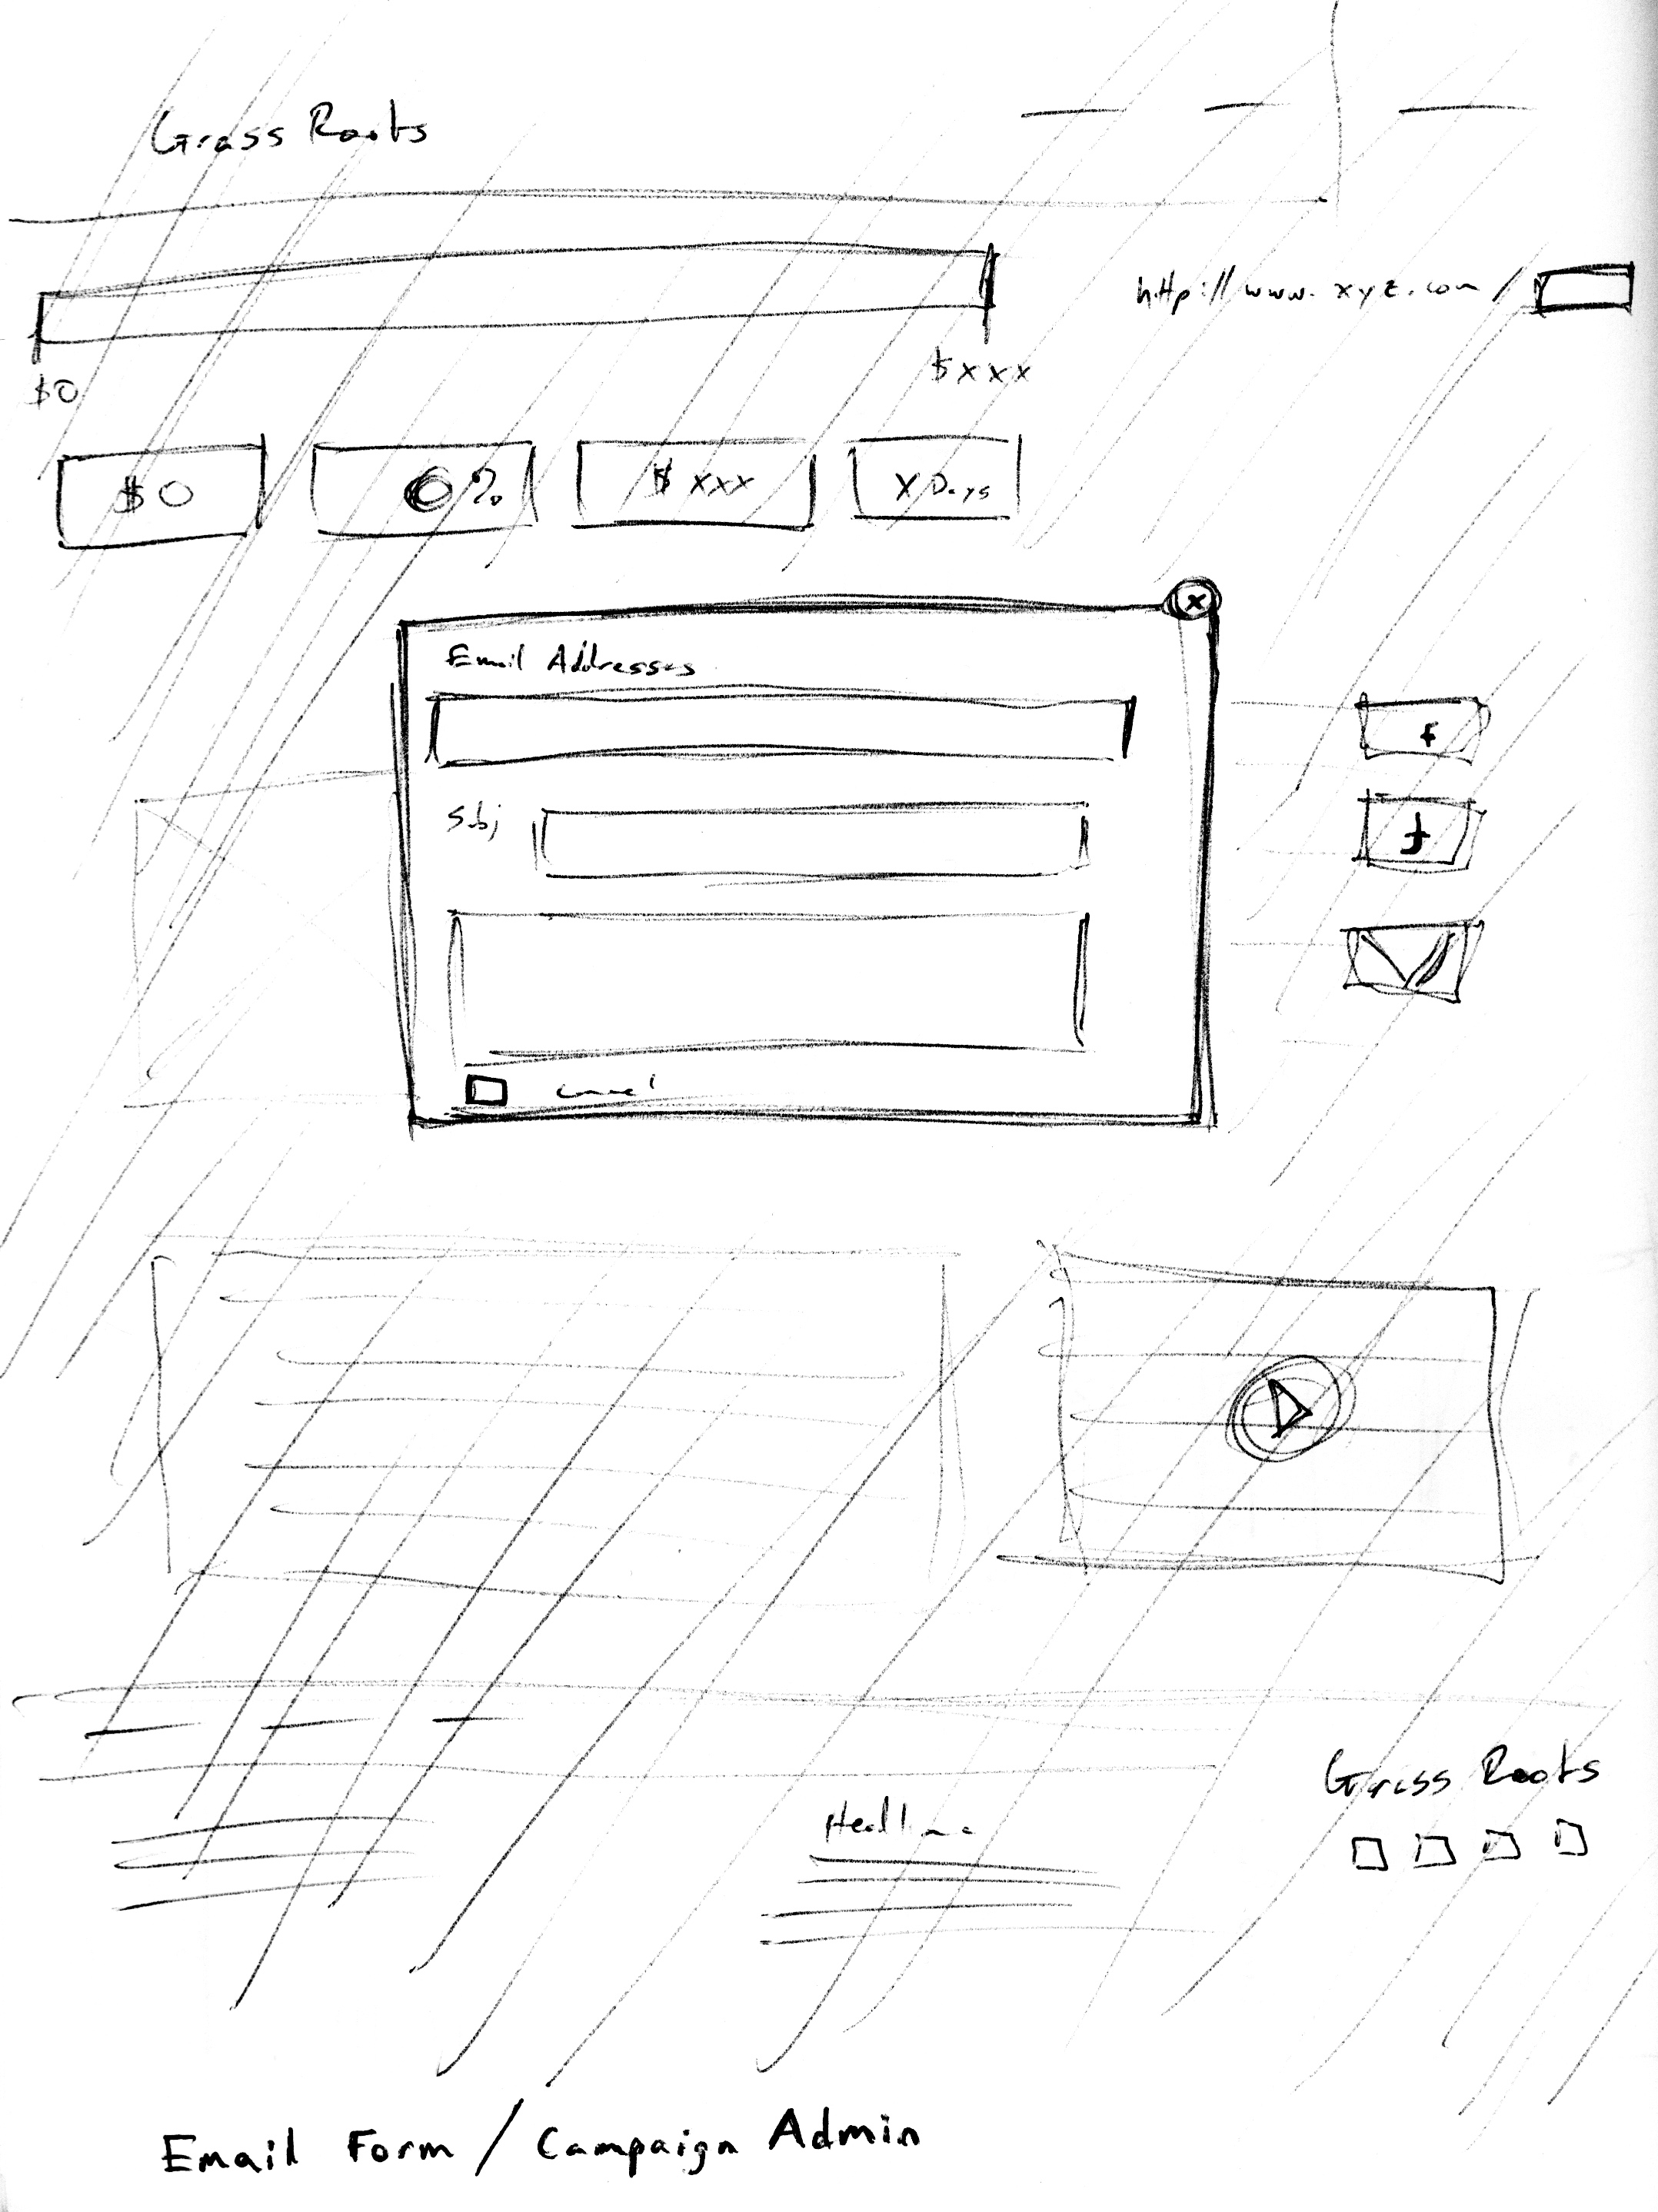 Grass Roots
http://www.xyz.com/
$0
$xxx
$0
0%
$xxx
X Days
x
Email Addresses
f
Subj
t
cancel
Grass Roots
Headline
Email Form / Campaign Admin